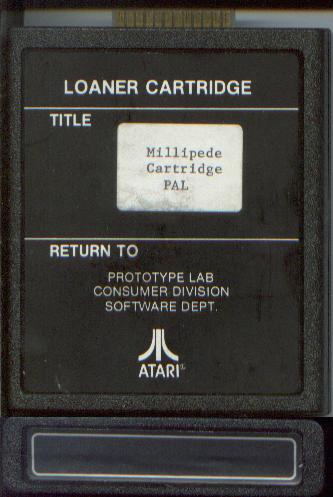 LOANER CARTRIDGE
TITLE
Millipede
Cartridge
PAL
RETURN TO
PROTOTYPE LAB
CONSUMER DIVISION
SOFTWARE DEPT.
ATARI